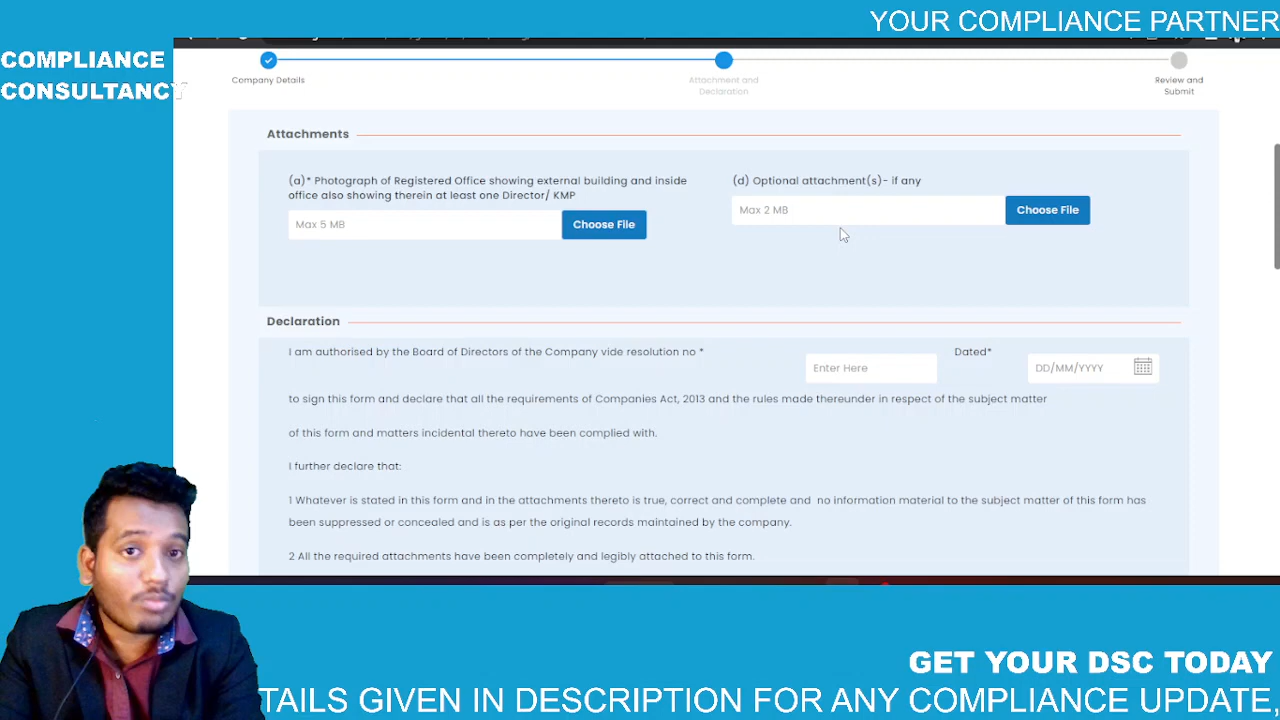 YOUR COMPLIANCE PARTNER
COMPLIANCE
CONSULTANCY
Company Details
Attachment and
Declaration
Review and
Submit
Attachments
(a)* Photograph of Registered Office showing external building and inside
office also showing therein at least one Director/ KMP
Max 5 MB
Choose File
(d) Optional attachment(s)- if any
Max 2 MB
Choose File
Declaration
I am authorised by the Board of Directors of the Company vide resolution no *
Enter Here
Dated*
DD/MM/YYYY
to sign this form and declare that all the requirements of Companies Act, 2013 and the rules made thereunder in respect of the subject matter
of this form and matters incidental thereto have been complied with.
I further declare that:
1 Whatever is stated in this form and in the attachments thereto is true, correct and complete and no information material to the subject matter of this form has
been suppressed or concealed and is as per the original records maintained by the company.
2 All the required attachments have been completely and legibly attached to this form.
GET YOUR DSC TODAY
TAILS GIVEN IN DESCRIPTION FOR ANY COMPLIANCE UPDATE,